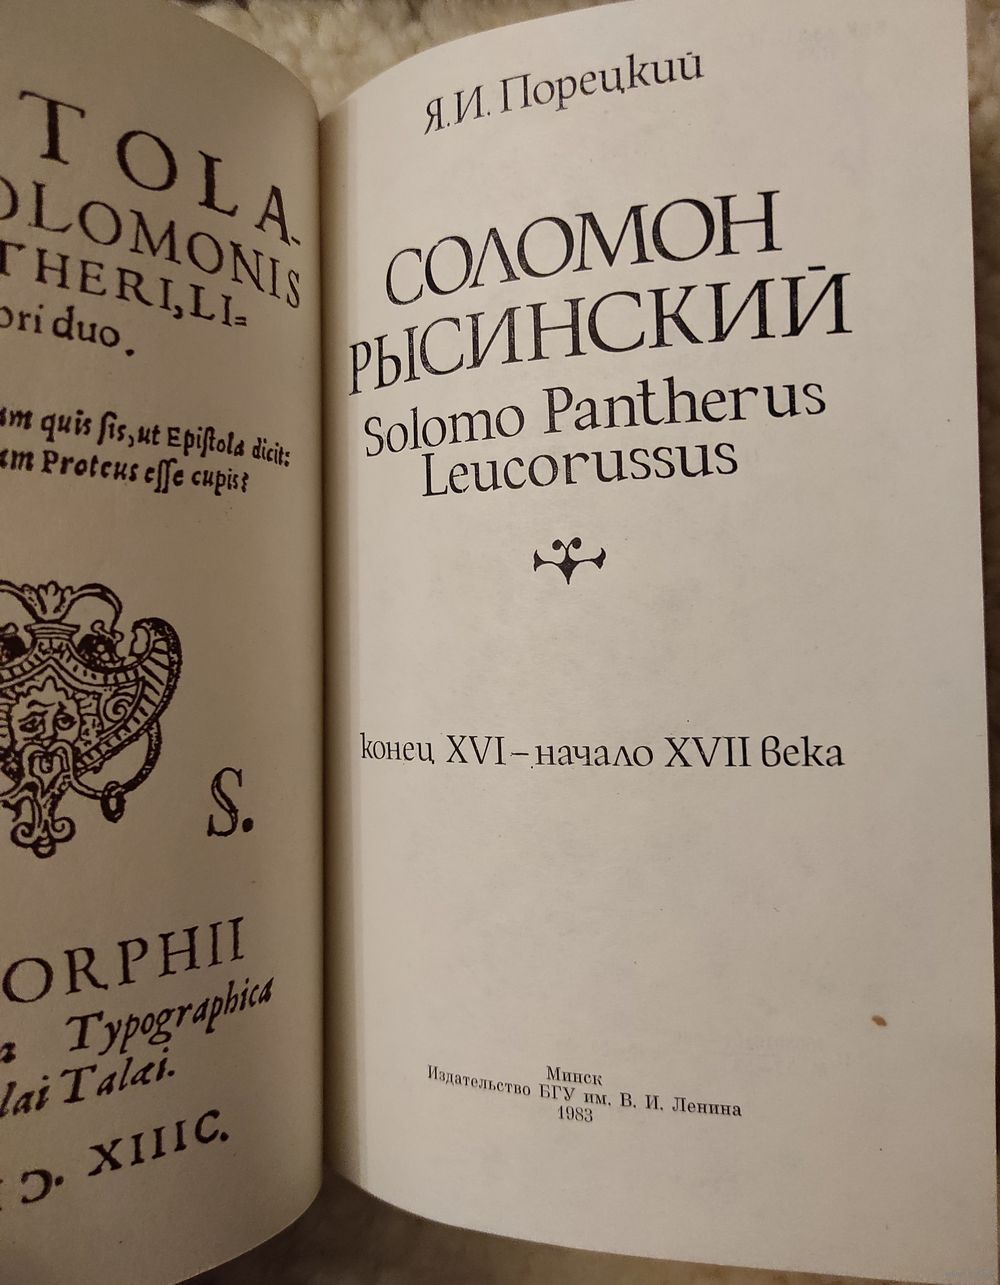 TOLA-
OLOMONIS
THERI, LI=
bri duo.
quis ſis, ut Epiſtola dicit:
Proteus eſſe cupis?
S.
ORPHII
Typographica
lai Talæi.
Ɔ. XIIIC.
Я.И. Порецкий
СОЛОМОН
РЫСИНСКИЙ
Solomo Pantherus
Leucorussus
конец XVI – начало XVII века
Минск
Издательство БГУ им. В. И. Ленина
1983